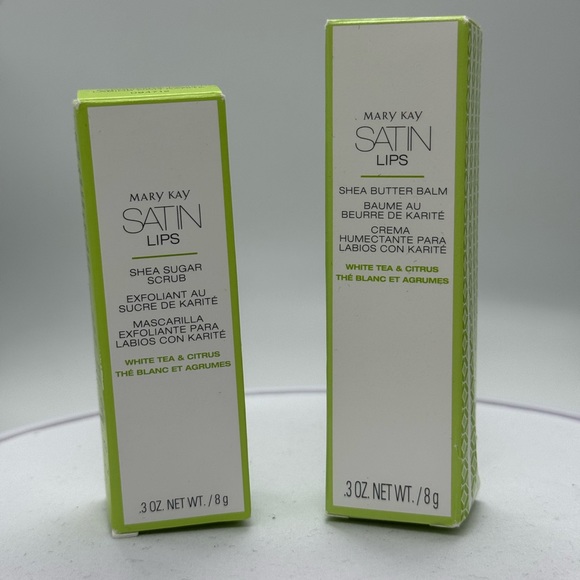 MARY KAY
SATIN
LIPS
SHEA SUGAR
SCRUB
EXFOLIANT AU
SUCRE DE KARITÉ
MASCARILLA
EXFOLIANTE PARA
LABIOS CON KARITÉ
WHITE TEA & CITRUS
THÉ BLANC ET AGRUMES
.3 OZ. NET WT. / 8 g
MARY KAY
SATIN
LIPS
SHEA BUTTER BALM
BAUME AU
BEURRE DE KARITÉ
CREMA
HUMECTANTE PARA
LABIOS CON KARITÉ
WHITE TEA & CITRUS
THÉ BLANC ET AGRUMES
.3 OZ. NET WT. / 8 g